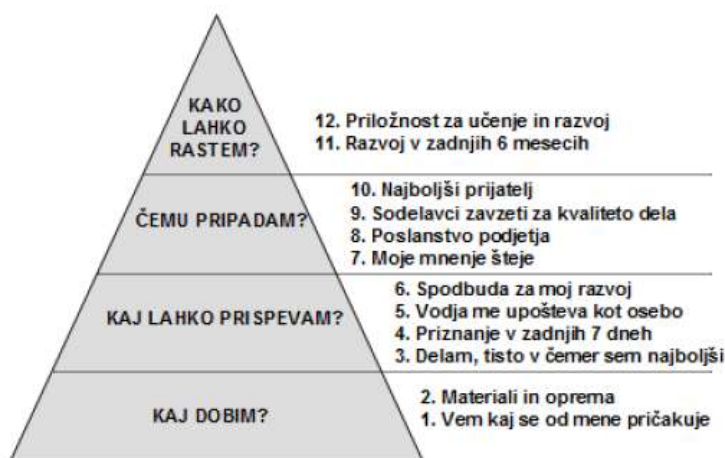 KAKO
LAHKO
RASTEM?
12. Priložnost za učenje in razvoj
11. Razvoj v zadnjih 6 mesecih
ČEMU PRIPADAM?
10. Najboljši prijatelj
9. Sodelavci zavzeti za kvaliteto dela
8. Poslanstvo podjetja
7. Moje mnenje šteje
KAJ LAHKO PRISPEVAM?
6. Spodbuda za moj razvoj
5. Vodja me upošteva kot osebo
4. Priznanje v zadnjih 7 dneh
3. Delam, tisto v čemer sem najboljši
KAJ DOBIM?
2. Materiali in oprema
1. Vem kaj se od mene pričakuje